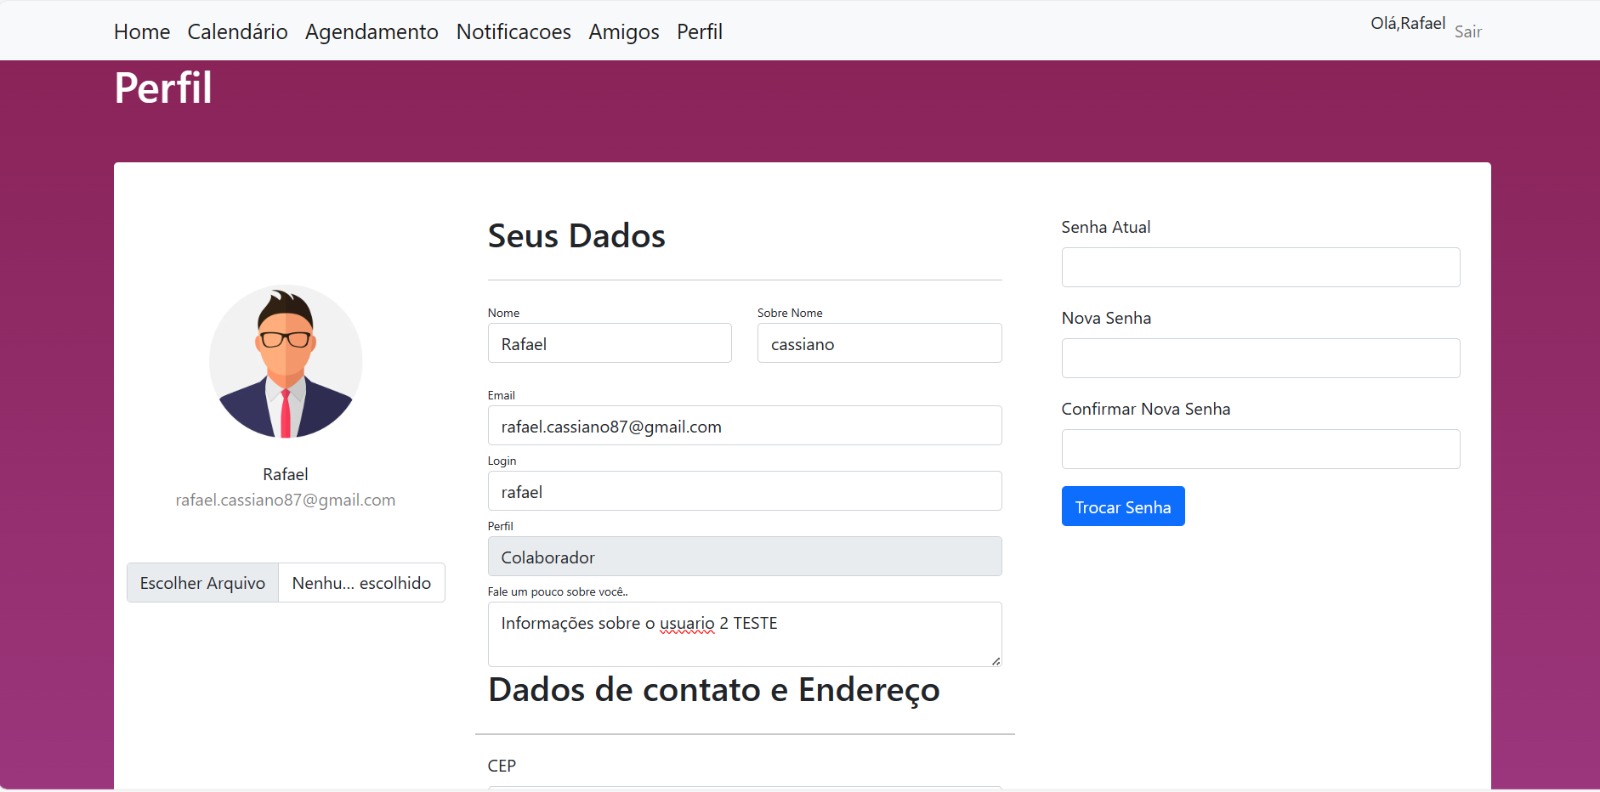 Home Calendário Agendamento Notificacoes Amigos Perfil
Olá,Rafael Sair
Perfil
Rafael
rafael.cassiano87@gmail.com
Escolher Arquivo Nenhu... escolhido
Seus Dados
Nome Sobre Nome
Rafael cassiano
Email
rafael.cassiano87@gmail.com
Login
rafael
Perfil
Colaborador
Fale um pouco sobre você..
Informações sobre o usuario 2 TESTE
Dados de contato e Endereço
CEP
Senha Atual
Nova Senha
Confirmar Nova Senha
Trocar Senha